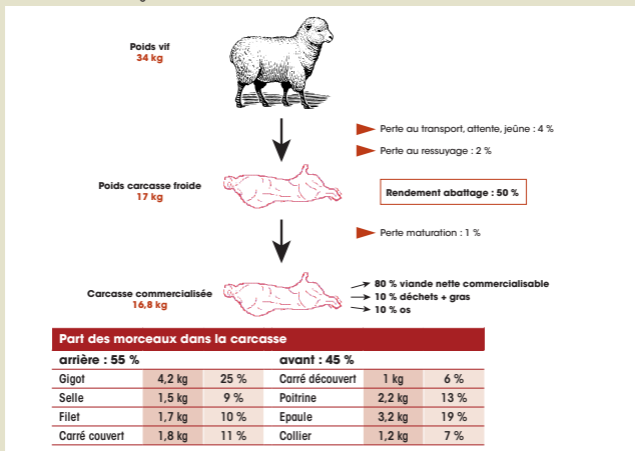 Poids vif
34 kg
Perte au transport, attente, jeûne : 4 %
Perte au ressuyage : 2 %
Poids carcasse froide
17 kg
Rendement abattage : 50 %
Perte maturation : 1 %
Carcasse commercialisée
16,8 kg
80 % viande nette commercialisable
10 % déchets + gras
10 % os
Part des morceaux dans la carcasse
arrière : 55 % avant : 45 %
Gigot 4,2 kg 25 % Carré découvert 1 kg 6 %
Selle 1,5 kg 9 % Poitrine 2,2 kg 13 %
Filet 1,7 kg 10 % Epaule 3,2 kg 19 %
Carré couvert 1,8 kg 11 % Collier 1,2 kg 7 %